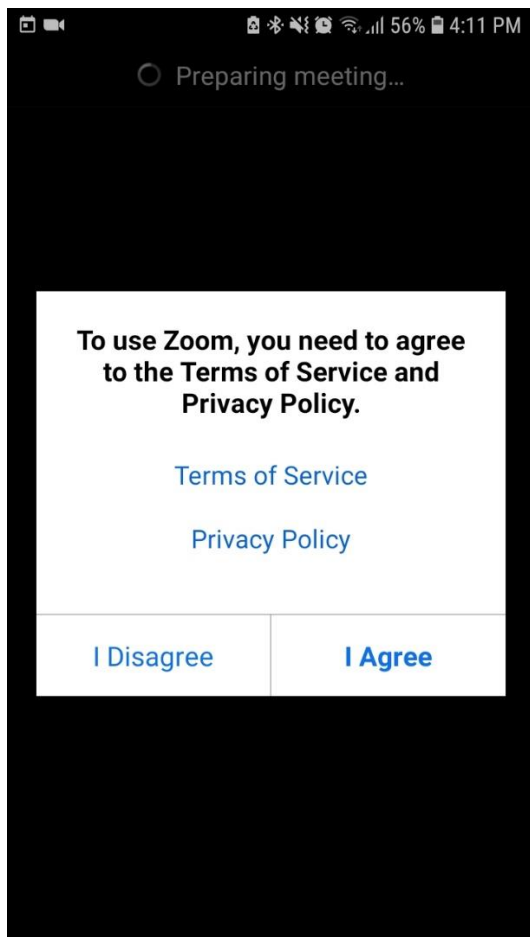 56% 4:11 PM
Preparing meeting...
To use Zoom, you need to agree
to the Terms of Service and
Privacy Policy.
Terms of Service
Privacy Policy
I Disagree
I Agree